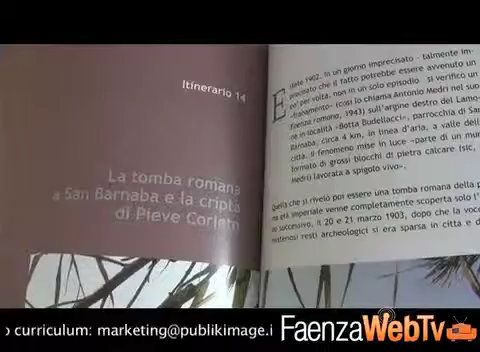 Itinerario 14
La tomba romana
a San Barnaba e la cripta
di Pieve Corleto
Estate 1902. In un giorno imprecisato - talmente im-
precisato che il fatto potrebbe essere avvenuto un
po' per volta, non in un solo episodio si verificò un
«franamento» (così lo chiama Antonio Medri nel suo
Faenza romana, 1943) sull'argine destro del Lamo-
ne in località «Botta Budellacci», parrocchia di San
Barnaba, circa 4 km, in linea d'aria, a valle della
città. Il fenomeno mise in luce «parte di un mur
formato di grossi blocchi di pietra calcare (sic,
Medri) lavorata a spigolo vivo».
Quella che si rivelò poi essere una tomba romana della p
ma età imperiale venne completamente scoperta solo l'
no successivo, il 20 e 21 marzo 1903, dopo che la voce
misteriosi resti archeologici si era sparsa in città e d
o curriculum: marketing@publikimage.i
FaenzaWebTv